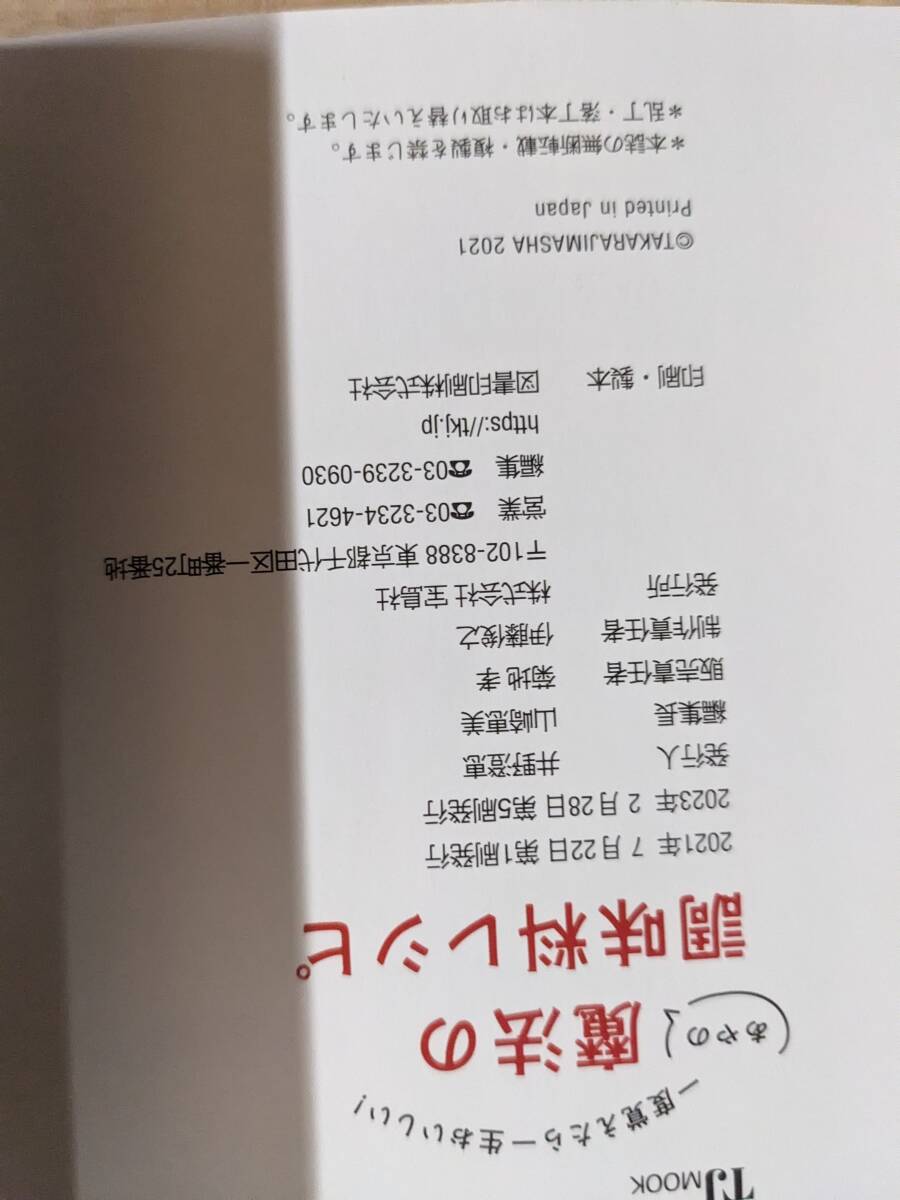 TJ MOOK
一度覚えたら一生おいしい!
あやの
魔法の
調味料レシピ
2021年 7月22日 第1刷発行
2023年 2月28日 第5刷発行
発行人 井野澄恵
編集長 山崎恵美
販売責任者 菊地 孝
制作責任者 伊藤俊之
発行所 株式会社 宝島社
〒102-8388 東京都千代田区一番町25番地
営業 ☎03-3234-4621
編集 ☎03-3239-0930
https://tkj.jp
印刷・製本 図書印刷株式会社
©TAKARAJIMASHA 2021
Printed in Japan
*本誌の無断転載・複製を禁じます。
*乱丁・落丁本はお取り替えいたします。